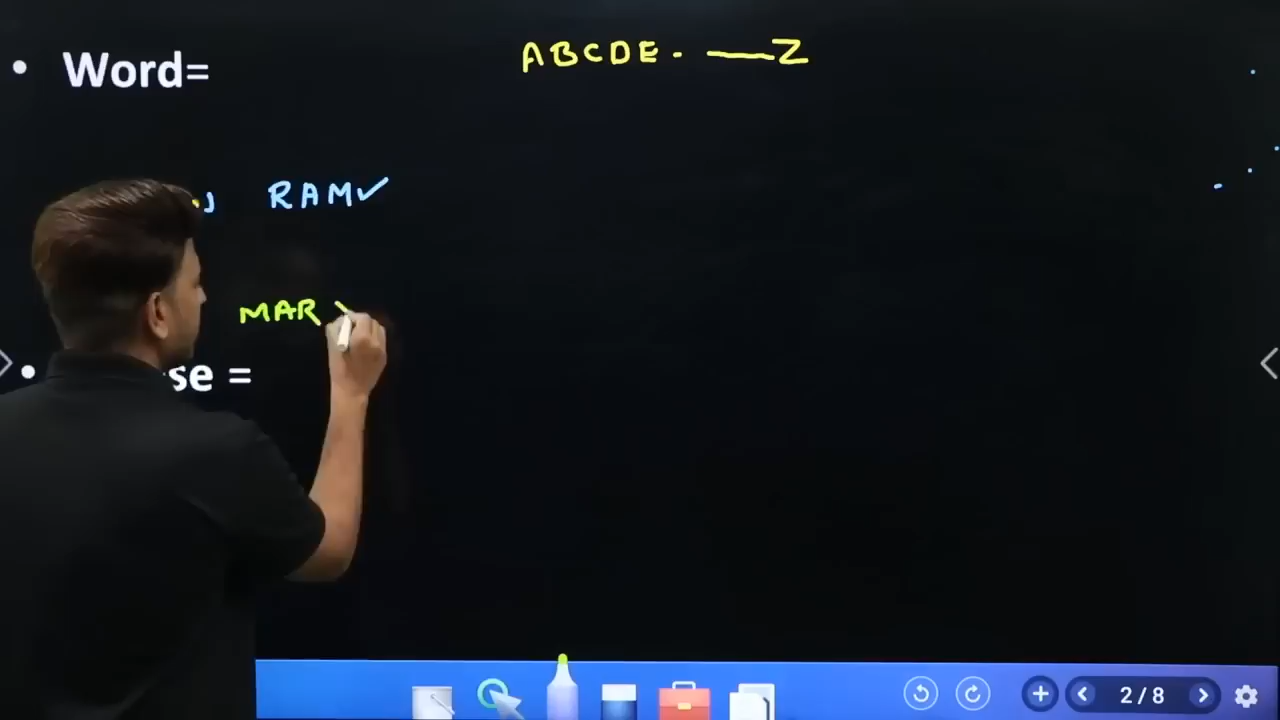 ABCDE. —Z
• Word=
RAM✓
MAR
se =
2/8